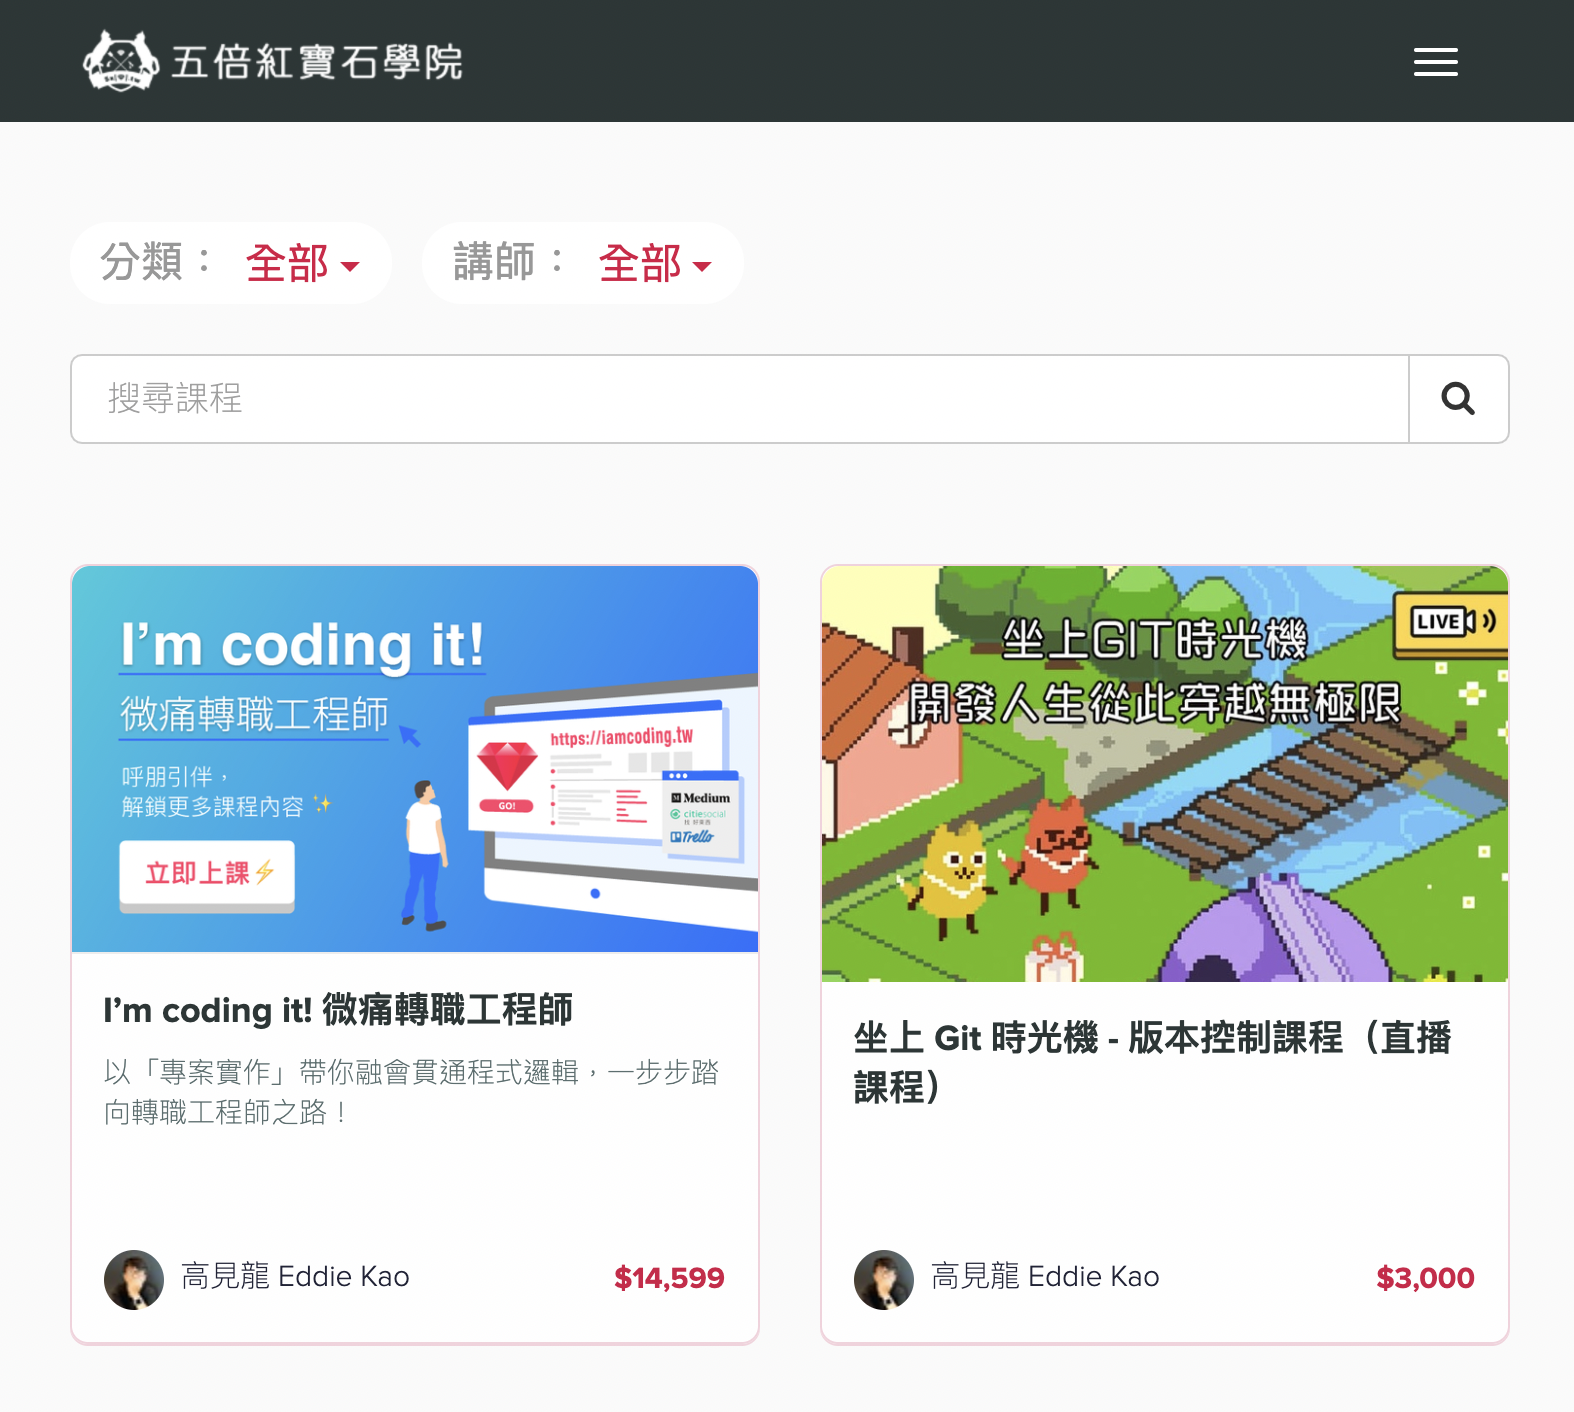 五倍紅寶石學院
分類： 全部
講師： 全部
搜尋課程
I'm coding it!
微痛轉職工程師
呼朋引伴，
解鎖更多課程內容 ✨
立即上課⚡
https://iamcoding.tw
GO!
Medium
citiesocial
找 好東西
Trello
I'm coding it! 微痛轉職工程師
以「專案實作」帶你融會貫通程式邏輯，一步步踏
向轉職工程師之路！
高見龍 Eddie Kao
$14,599
LIVE
坐上GIT時光機
開發人生從此穿越無極限
坐上 Git 時光機 - 版本控制課程（直播
課程）
高見龍 Eddie Kao
$3,000